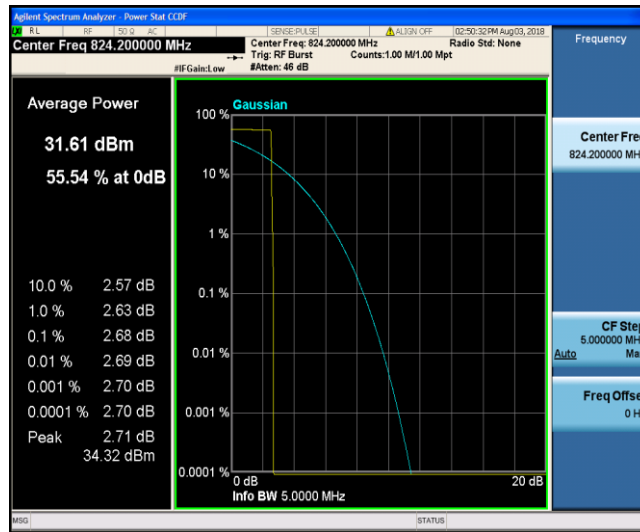 Agilent Spectrum Analyzer - Power Stat CCDF
RL RF 50 Ω AC SENSE:PULSE ALIGN OFF 02:50:32 PM Aug 03, 2018
Center Freq 824.200000 MHz Center Freq: 824.200000 MHz Radio Std: None
Trig: RF Burst Counts:1.00 M/1.00 Mpt
#IFGain:Low #Atten: 46 dB
Frequency
Average Power
31.61 dBm
55.54 % at 0dB
10.0 % 2.57 dB
1.0 % 2.63 dB
0.1 % 2.68 dB
0.01 % 2.69 dB
0.001 % 2.70 dB
0.0001 % 2.70 dB
Peak 2.71 dB
34.32 dBm
Gaussian
100 %
10 %
1 %
0.1 %
0.01 %
0.001 %
0.0001 %
0 dB 20 dB
Info BW 5.0000 MHz
Center Fre
824.200000 MH
CF Step
5.000000 MH
Auto Ma
Freq Offse
0 H
MSG STATUS